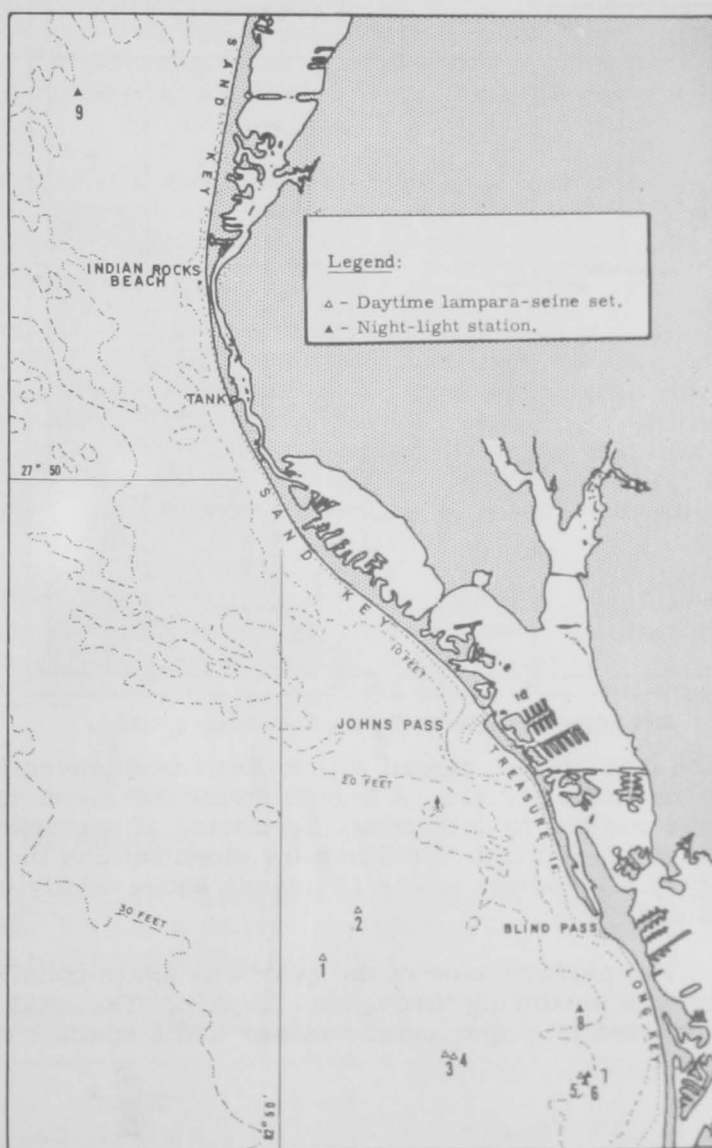 SAND KEY
9
INDIAN ROCKS
BEACH
Legend:
△ - Daytime lampara-seine set.
▲ - Night-light station.
TANK
27° 50'
SAND KEY
10 FEET
JOHNS PASS
TREASURE IS.
20 FEET
30 FEET
2
BLIND PASS
1
LONG KEY
8
3 4
5 6 7
82° 50'